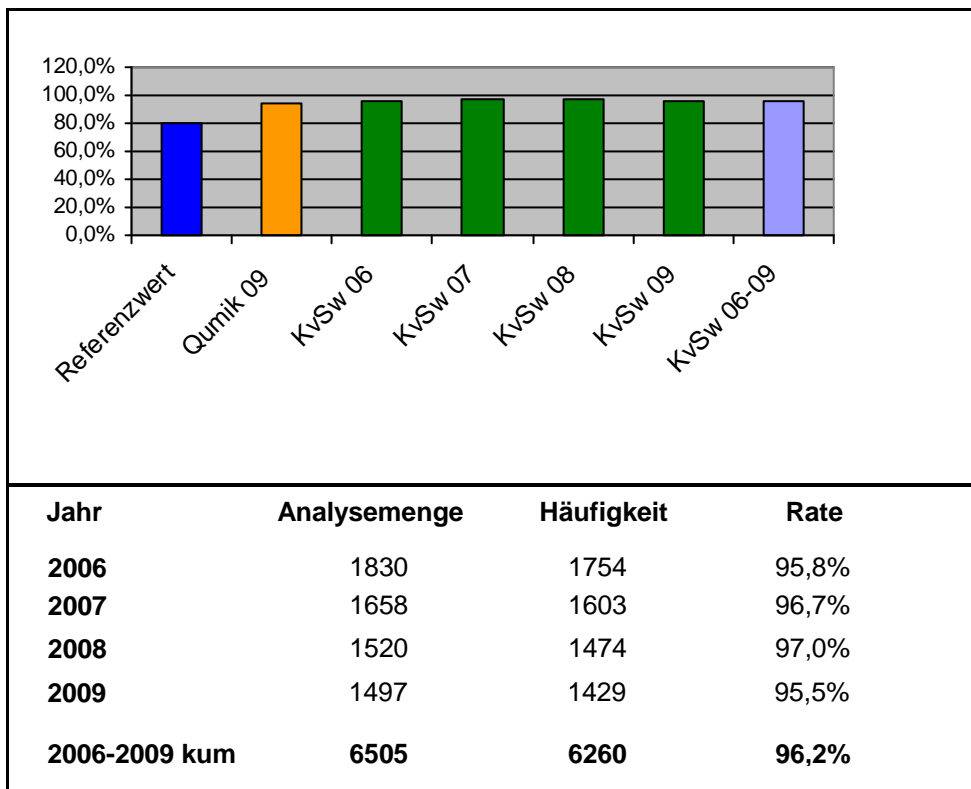 120,0%
100,0%
80,0%
60,0%
40,0%
20,0%
0,0%
Referenzwert
Qumik 09
KvSw 06
KvSw 07
KvSw 08
KvSw 09
KvSw 06-09
Jahr Analysemenge Häufigkeit Rate
2006 1830 1754 95,8%
2007 1658 1603 96,7%
2008 1520 1474 97,0%
2009 1497 1429 95,5%
2006-2009 kum 6505 6260 96,2%